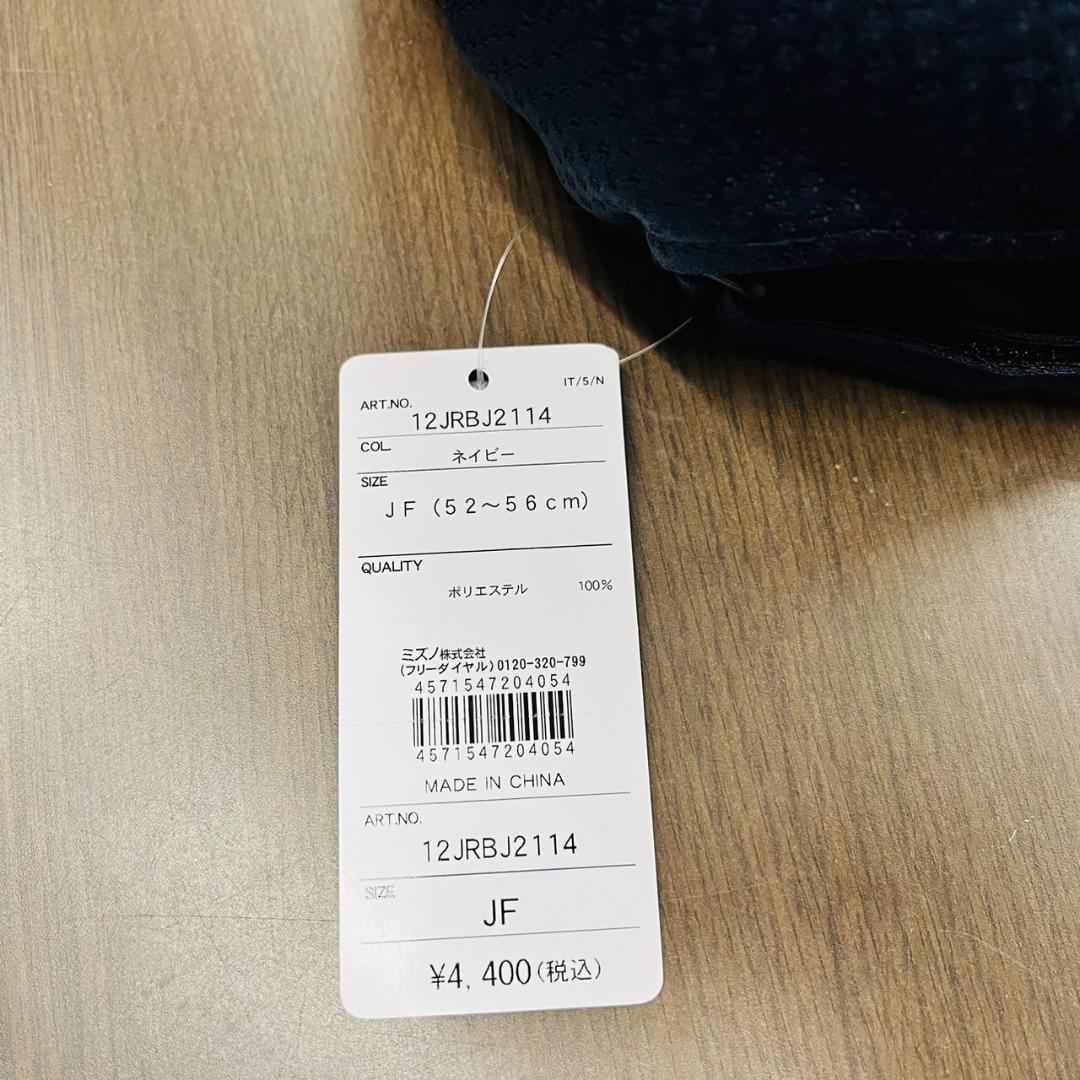 IT/5/N
ART.NO.
12JRBJ2114
COL.
ネイビー
SIZE
JF (52～56cm)
QUALITY
ポリエステル 100%
ミズノ株式会社
(フリーダイヤル)0120-320-799
4571547204054
4571547204054
MADE IN CHINA
ART.NO.
12JRBJ2114
SIZE
JF
¥4,400(税込)